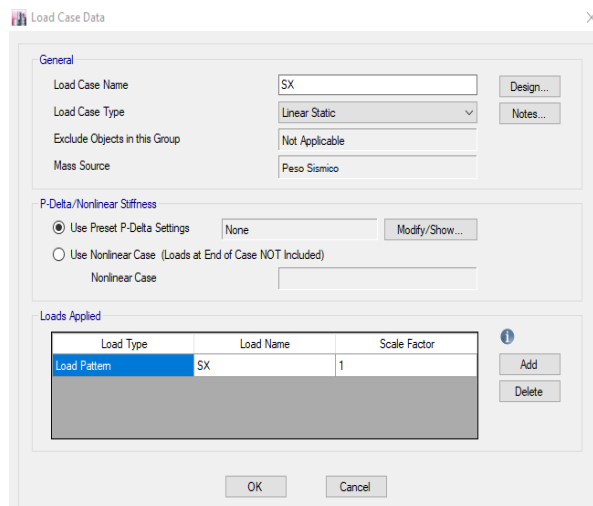 Load Case Data
General
Load Case Name SX Design...
Load Case Type Linear Static Notes...
Exclude Objects in this Group Not Applicable
Mass Source Peso Sismico
P-Delta/Nonlinear Stiffness
Use Preset P-Delta Settings None Modify/Show...
Use Nonlinear Case (Loads at End of Case NOT Included)
Nonlinear Case
Loads Applied
Load Type Load Name Scale Factor
Load Pattern SX 1
Add
Delete
OK Cancel